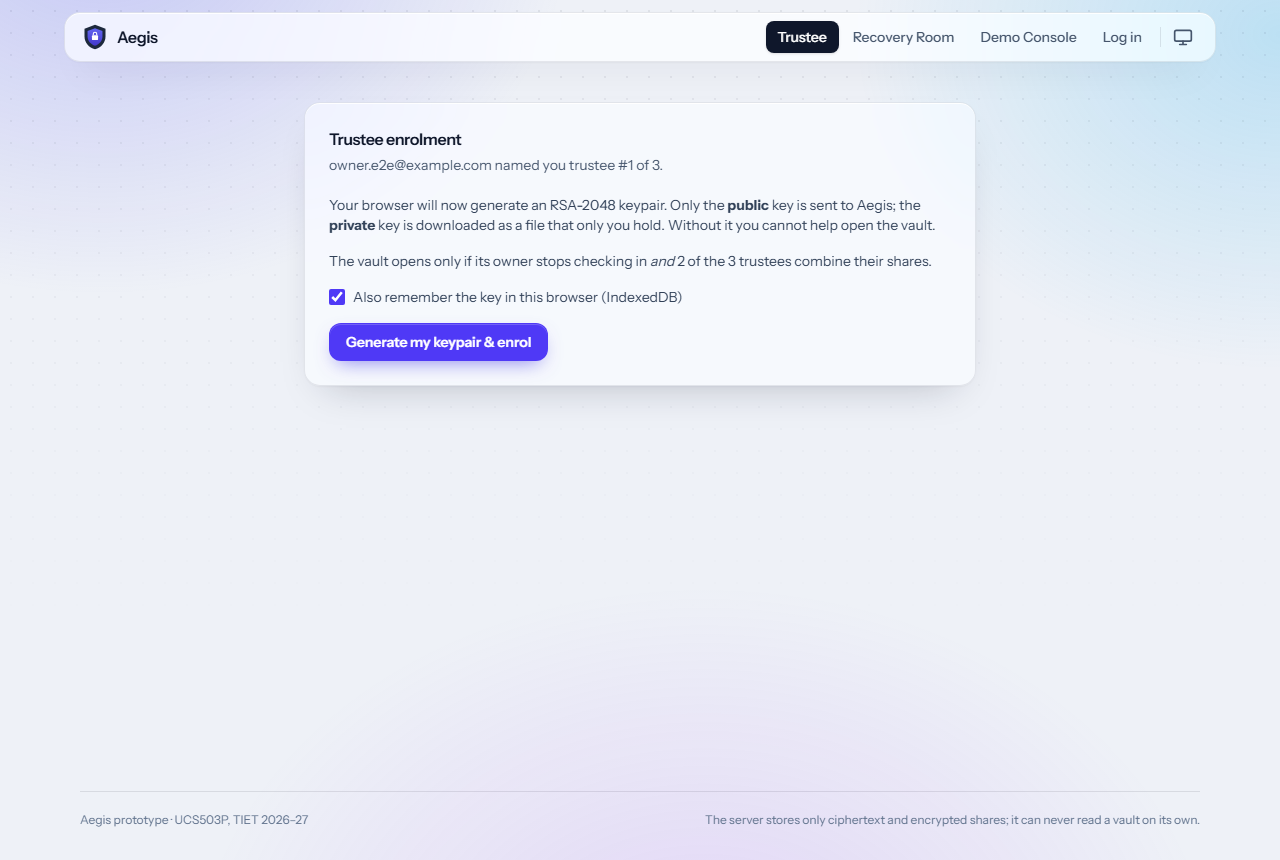 Aegis
Trustee
Recovery Room
Demo Console
Log in
Trustee enrolment
owner.e2e@example.com named you trustee #1 of 3.
Your browser will now generate an RSA-2048 keypair. Only the public key is sent to Aegis; the
private key is downloaded as a file that only you hold. Without it you cannot help open the vault.
The vault opens only if its owner stops checking in and 2 of the 3 trustees combine their shares.
Also remember the key in this browser (IndexedDB)
Generate my keypair & enrol
Aegis prototype · UCS503P, TIET 2026–27
The server stores only ciphertext and encrypted shares; it can never read a vault on its own.